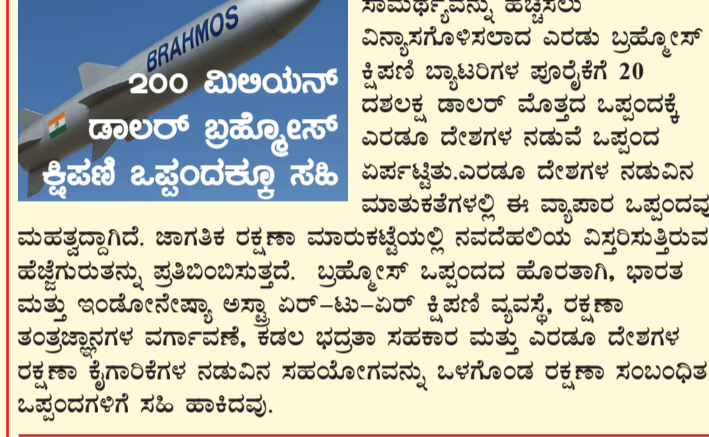 BRAHMOS
200 ಮಿಲಿಯನ್
ಡಾಲರ್ ಬ್ರಹ್ಮೋಸ್
ಕ್ಷಿಪಣಿ ಒಪ್ಪಂದಕ್ಕೂ ಸಹಿ
ಸಾಮರ್ಥ್ಯವನ್ನು ಹೆಚ್ಚಿಸಲು
ವಿನ್ಯಾಸಗೊಳಿಸಲಾದ ಎರಡು ಬ್ರಹ್ಮೋಸ್
ಕ್ಷಿಪಣಿ ಬ್ಯಾಟರಿಗಳ ಪೂರೈಕೆಗೆ 20
ದಶಲಕ್ಷ ಡಾಲರ್ ಮೊತ್ತದ ಒಪ್ಪಂದಕ್ಕೆ
ಎರಡೂ ದೇಶಗಳ ನಡುವೆ ಒಪ್ಪಂದ
ಏರ್ಪಟ್ಟಿತು.ಎರಡೂ ದೇಶಗಳ ನಡುವಿನ
ಮಾತುಕತೆಗಳಲ್ಲಿ ಈ ವ್ಯಾಪಾರ ಒಪ್ಪಂದವು
ಮಹತ್ವದ್ದಾಗಿದೆ. ಜಾಗತಿಕ ರಕ್ಷಣಾ ಮಾರುಕಟ್ಟೆಯಲ್ಲಿ ನವದೆಹಲಿಯ ವಿಸ್ತರಿಸುತ್ತಿರುವ
ಹೆಜ್ಜೆಗುರುತನ್ನು ಪ್ರತಿಬಿಂಬಿಸುತ್ತದೆ. ಬ್ರಹ್ಮೋಸ್ ಒಪ್ಪಂದದ ಹೊರತಾಗಿ, ಭಾರತ
ಮತ್ತು ಇಂಡೋನೇಷ್ಯಾ ಅಸ್ತ್ರಾ ಏರ್-ಟು-ಏರ್ ಕ್ಷಿಪಣಿ ವ್ಯವಸ್ಥೆ, ರಕ್ಷಣಾ
ತಂತ್ರಜ್ಞಾನಗಳ ವರ್ಗಾವಣೆ, ಕಡಲ ಭದ್ರತಾ ಸಹಕಾರ ಮತ್ತು ಎರಡೂ ದೇಶಗಳ
ರಕ್ಷಣಾ ಕೈಗಾರಿಕೆಗಳ ನಡುವಿನ ಸಹಯೋಗವನ್ನು ಒಳಗೊಂಡ ರಕ್ಷಣಾ ಸಂಬಂಧಿತ
ಒಪ್ಪಂದಗಳಿಗೆ ಸಹಿ ಹಾಕಿದವು.